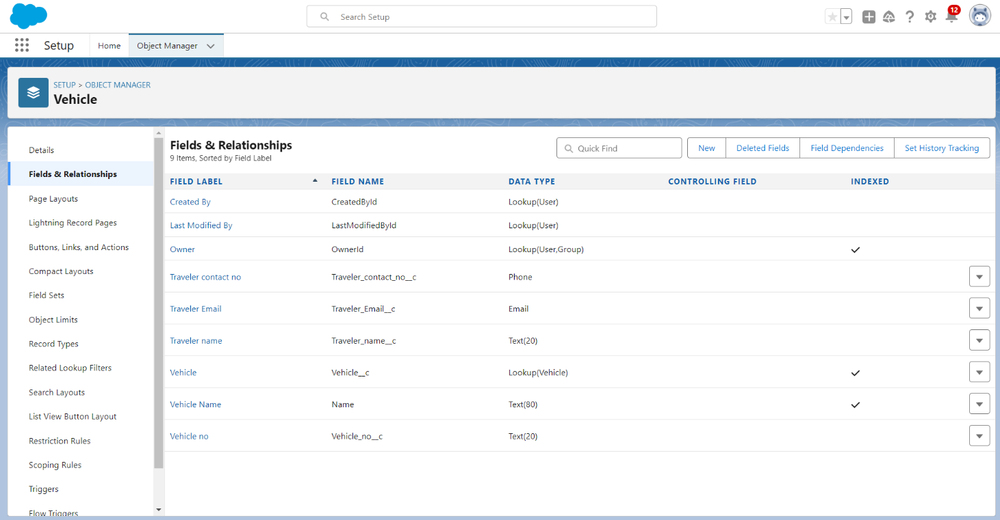 Search Setup
12
Setup
Home
Object Manager
SETUP > OBJECT MANAGER
Vehicle
Details
Fields & Relationships
Page Layouts
Lightning Record Pages
Buttons, Links, and Actions
Compact Layouts
Field Sets
Object Limits
Record Types
Related Lookup Filters
Search Layouts
List View Button Layout
Restriction Rules
Scoping Rules
Triggers
Flow Triggers
Fields & Relationships
9 Items, Sorted by Field Label
Quick Find
New
Deleted Fields
Field Dependencies
Set History Tracking
FIELD LABEL FIELD NAME DATA TYPE CONTROLLING FIELD INDEXED
Created By CreatedById Lookup(User)
Last Modified By LastModifiedById Lookup(User)
Owner OwnerId Lookup(User,Group)
Traveler contact no Traveler_contact_no__c Phone
Traveler Email Traveler_Email__c Email
Traveler name Traveler_name__c Text(20)
Vehicle Vehicle__c Lookup(Vehicle)
Vehicle Name Name Text(80)
Vehicle no Vehicle_no__c Text(20)